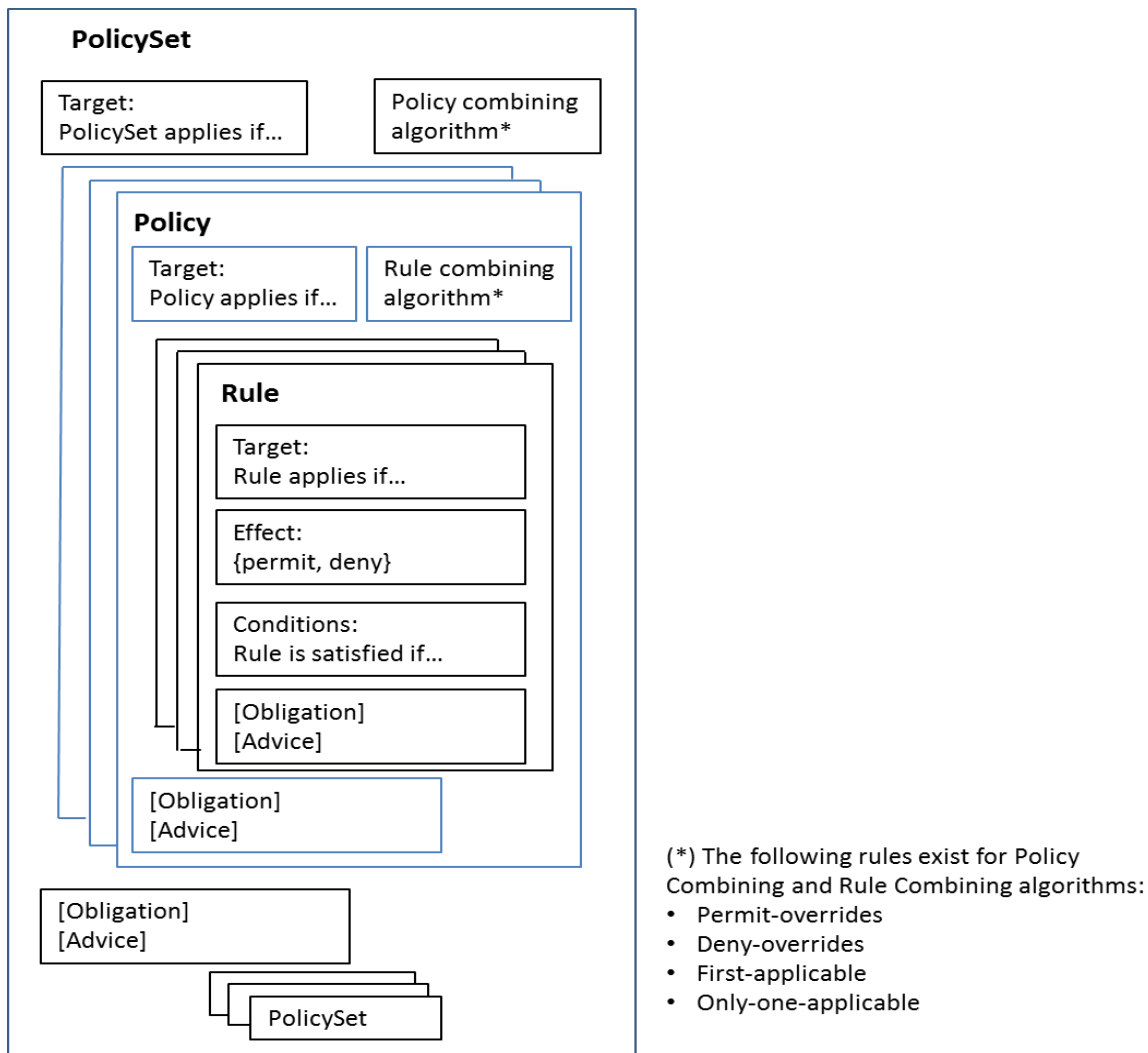 PolicySet
Target:
PolicySet applies if…
Policy combining
algorithm*
Policy
Target:
Policy applies if…
Rule combining
algorithm*
Rule
Target:
Rule applies if…
Effect:
{permit, deny}
Conditions:
Rule is satisfied if…
[Obligation]
[Advice]
[Obligation]
[Advice]
[Obligation]
[Advice]
PolicySet
(*) The following rules exist for Policy
Combining and Rule Combining algorithms:
• Permit-overrides
• Deny-overrides
• First-applicable
• Only-one-applicable